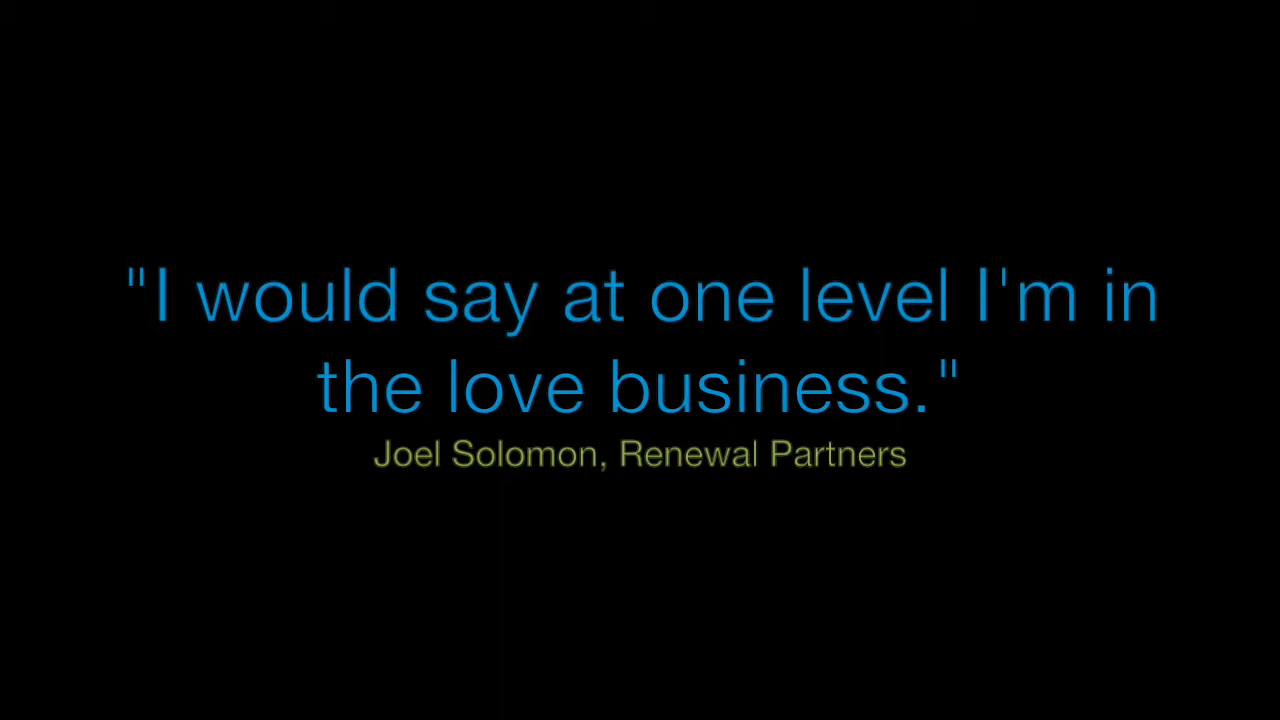 "I would say at one level I'm in
the love business."
Joel Solomon, Renewal Partners